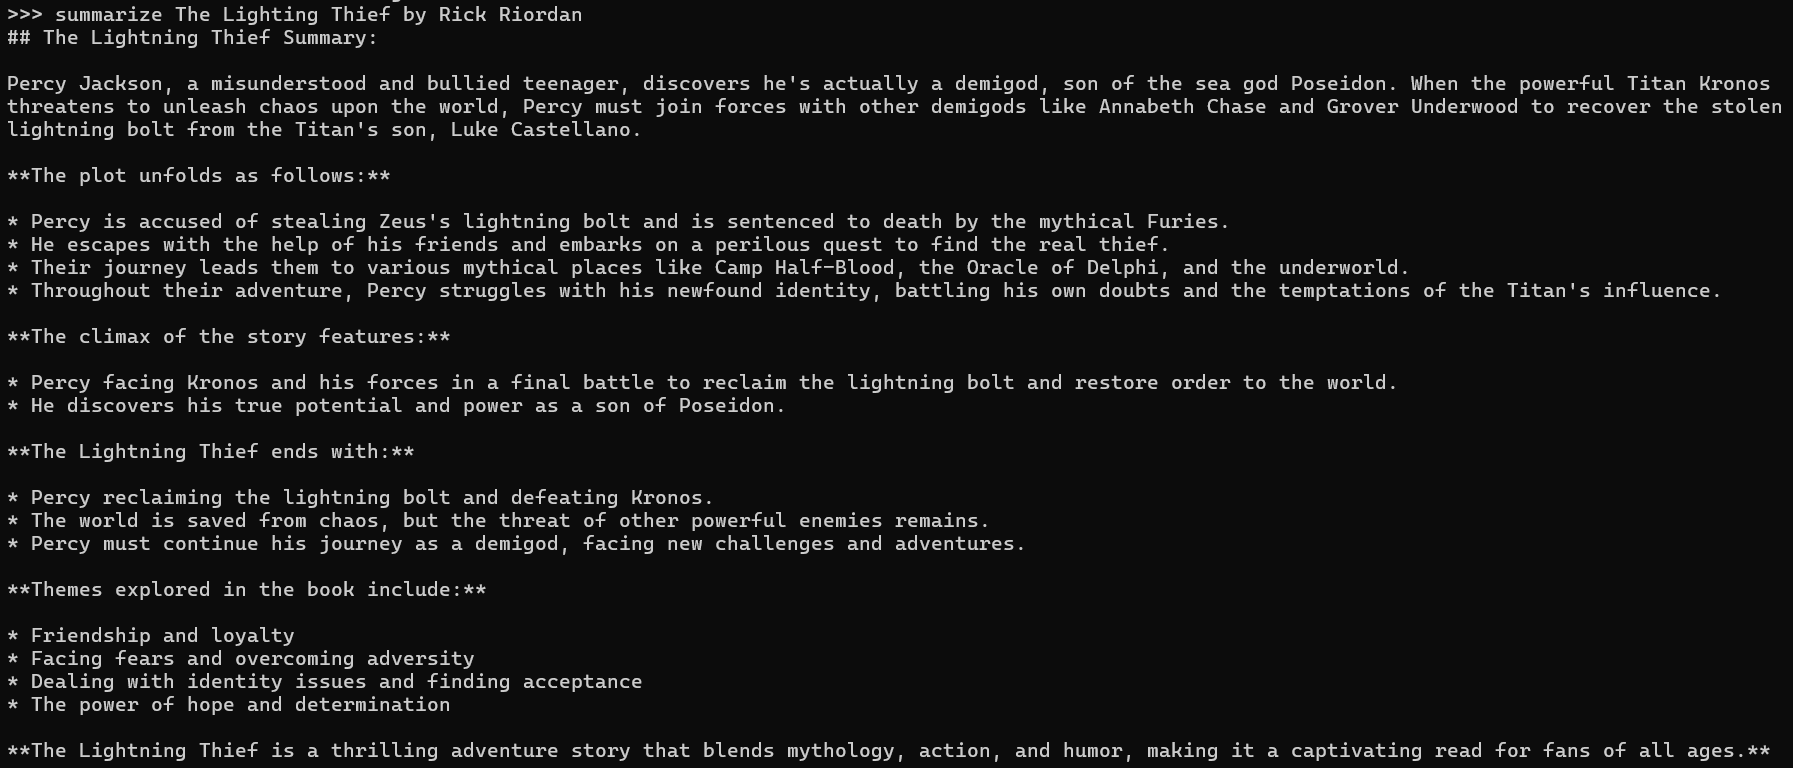 >>> summarize The Lighting Thief by Rick Riordan
## The Lightning Thief Summary:
Percy Jackson, a misunderstood and bullied teenager, discovers he's actually a demigod, son of the sea god Poseidon. When the powerful Titan Kronos
threatens to unleash chaos upon the world, Percy must join forces with other demigods like Annabeth Chase and Grover Underwood to recover the stolen
lightning bolt from the Titan's son, Luke Castellano.
**The plot unfolds as follows:**
* Percy is accused of stealing Zeus's lightning bolt and is sentenced to death by the mythical Furies.
* He escapes with the help of his friends and embarks on a perilous quest to find the real thief.
* Their journey leads them to various mythical places like Camp Half-Blood, the Oracle of Delphi, and the underworld.
* Throughout their adventure, Percy struggles with his newfound identity, battling his own doubts and the temptations of the Titan's influence.
**The climax of the story features:**
* Percy facing Kronos and his forces in a final battle to reclaim the lightning bolt and restore order to the world.
* He discovers his true potential and power as a son of Poseidon.
**The Lightning Thief ends with:**
* Percy reclaiming the lightning bolt and defeating Kronos.
* The world is saved from chaos, but the threat of other powerful enemies remains.
* Percy must continue his journey as a demigod, facing new challenges and adventures.
**Themes explored in the book include:**
* Friendship and loyalty
* Facing fears and overcoming adversity
* Dealing with identity issues and finding acceptance
* The power of hope and determination
**The Lightning Thief is a thrilling adventure story that blends mythology, action, and humor, making it a captivating read for fans of all ages.**